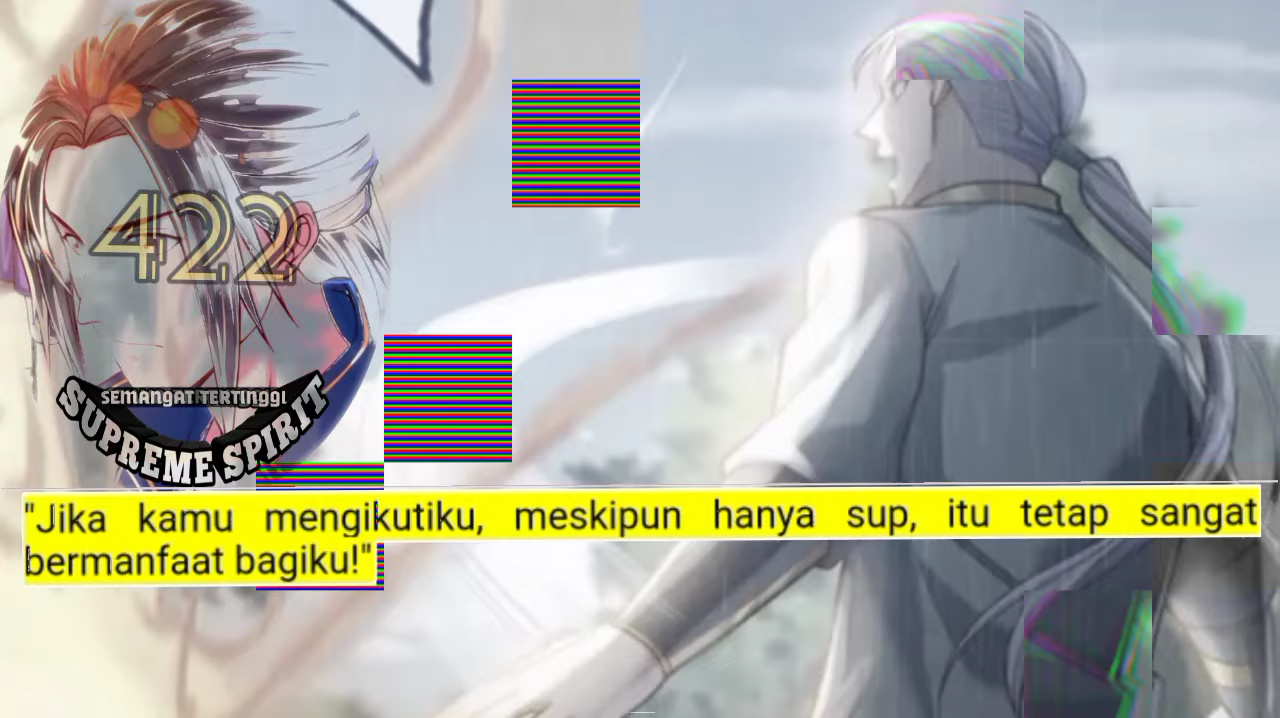 422
SEMANGAT TERTINGGI
SUPREME SPIRIT
"Jika kamu mengikutiku, meskipun hanya sup, itu tetap sangat
bermanfaat bagiku!"